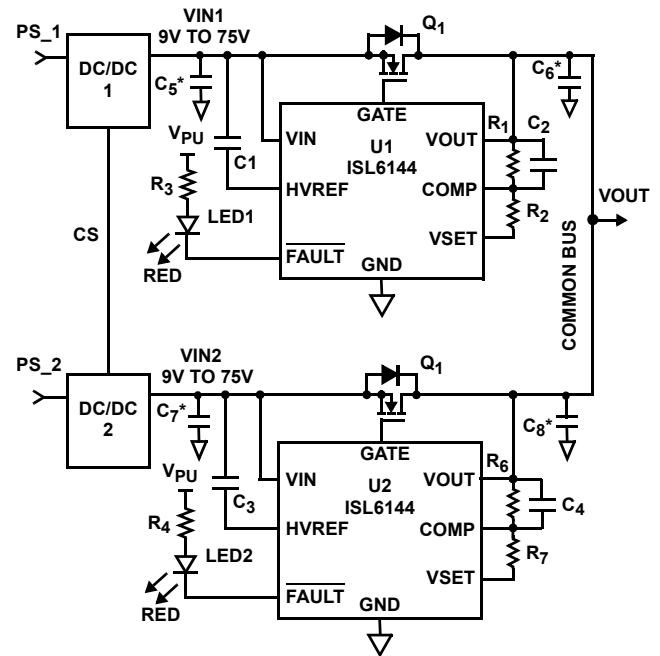 PS_1
DC/DC
1
VIN1
9V TO 75V
C5*
Q1
C6*
GATE
VIN
U1
ISL6144
VOUT
HVREF
COMP
VSET
FAULT
GND
R1
C2
R2
VPU
C1
R3
LED1
RED
CS
VOUT
COMMON BUS
PS_2
DC/DC
2
VIN2
9V TO 75V
C7*
Q1
C8*
GATE
VIN
U2
ISL6144
VOUT
HVREF
COMP
VSET
FAULT
GND
R6
C4
R7
VPU
C3
R4
LED2
RED